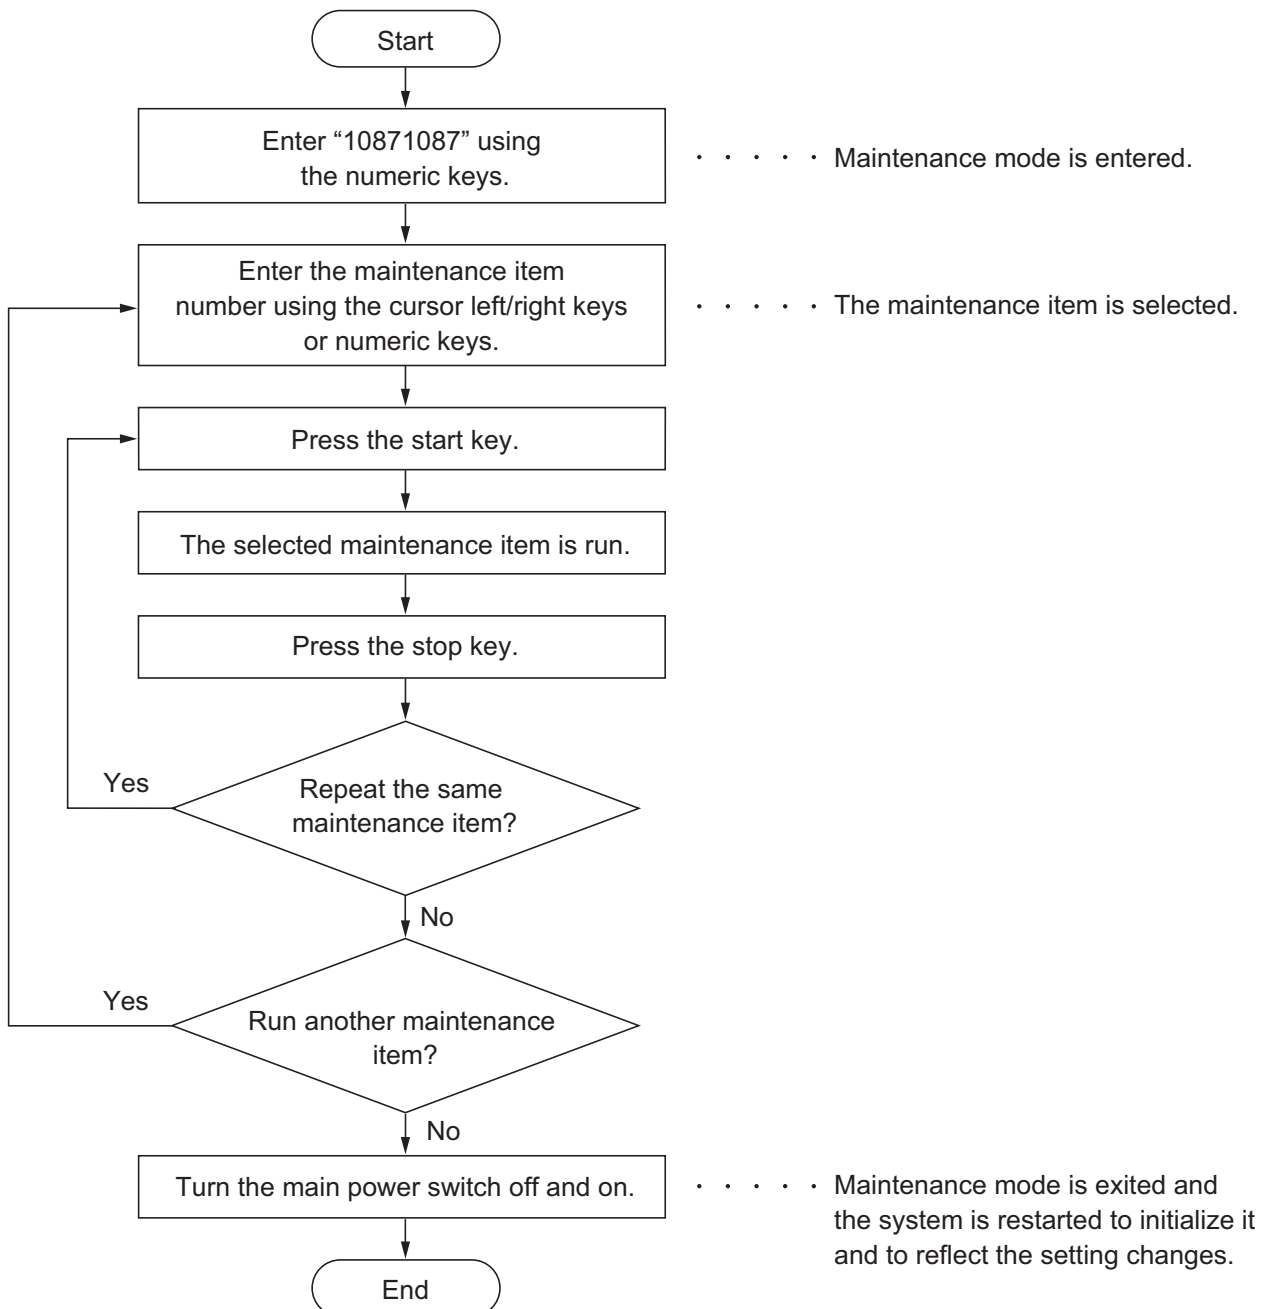 Start
Enter “10871087” using
the numeric keys.
· · · · · Maintenance mode is entered.
Enter the maintenance item
number using the cursor left/right keys
or numeric keys.
· · · · · The maintenance item is selected.
Press the start key.
The selected maintenance item is run.
Press the stop key.
Yes
Repeat the same
maintenance item?
No
Yes
Run another maintenance
item?
No
Turn the main power switch off and on.
· · · · · Maintenance mode is exited and
the system is restarted to initialize it
and to reflect the setting changes.
End